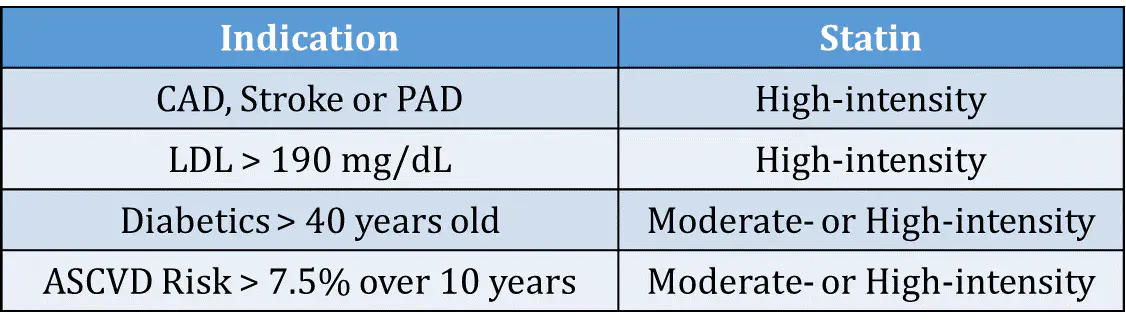 Indication Statin
CAD, Stroke or PAD High-intensity
LDL > 190 mg/dL High-intensity
Diabetics > 40 years old Moderate- or High-intensity
ASCVD Risk > 7.5% over 10 years Moderate- or High-intensity